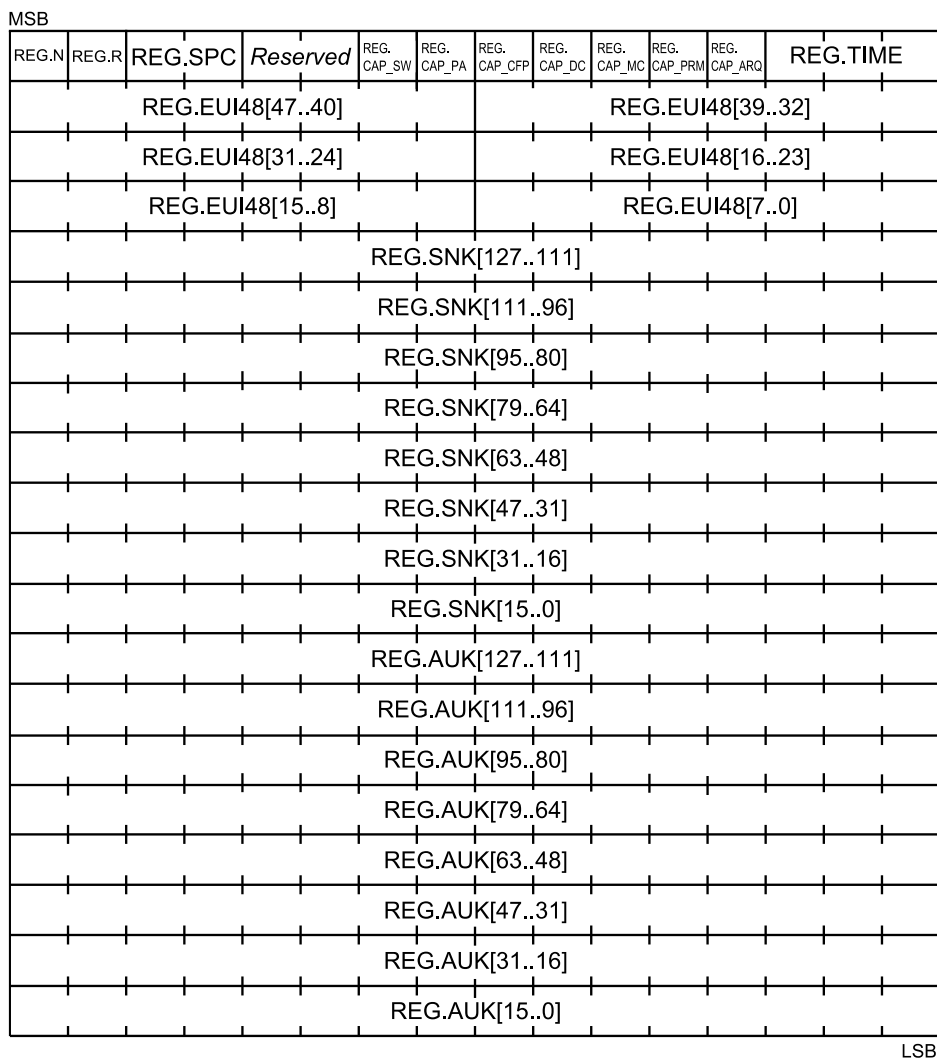 MSB
REG.N REG.R REG.SPC Reserved REG. CAP_SW REG. CAP_PA REG. CAP_CFP REG. CAP_DC REG. CAP_MC REG. CAP_PRM REG. CAP_ARQ REG.TIME
REG.EUI48[47..40] REG.EUI48[39..32]
REG.EUI48[31..24] REG.EUI48[16..23]
REG.EUI48[15..8] REG.EUI48[7..0]
REG.SNK[127..111]
REG.SNK[111..96]
REG.SNK[95..80]
REG.SNK[79..64]
REG.SNK[63..48]
REG.SNK[47..31]
REG.SNK[31..16]
REG.SNK[15..0]
REG.AUK[127..111]
REG.AUK[111..96]
REG.AUK[95..80]
REG.AUK[79..64]
REG.AUK[63..48]
REG.AUK[47..31]
REG.AUK[31..16]
REG.AUK[15..0]
LSB